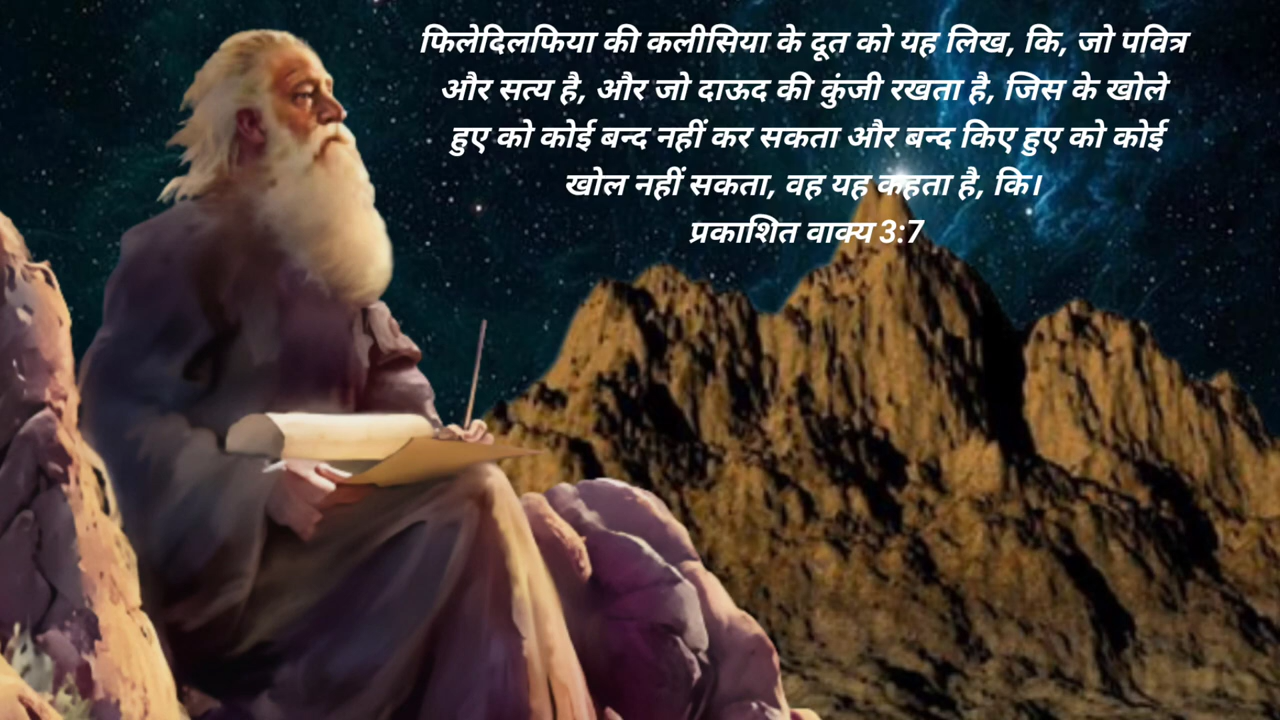 फिलेदिलफिया की कलीसिया के दूत को यह लिख, कि, जो पवित्र
और सत्य है, और जो दाऊद की कुंजी रखता है, जिस के खोले
हुए को कोई बन्द नहीं कर सकता और बन्द किए हुए को कोई
खोल नहीं सकता, वह यह कहता है, कि।
प्रकाशित वाक्य 3:7